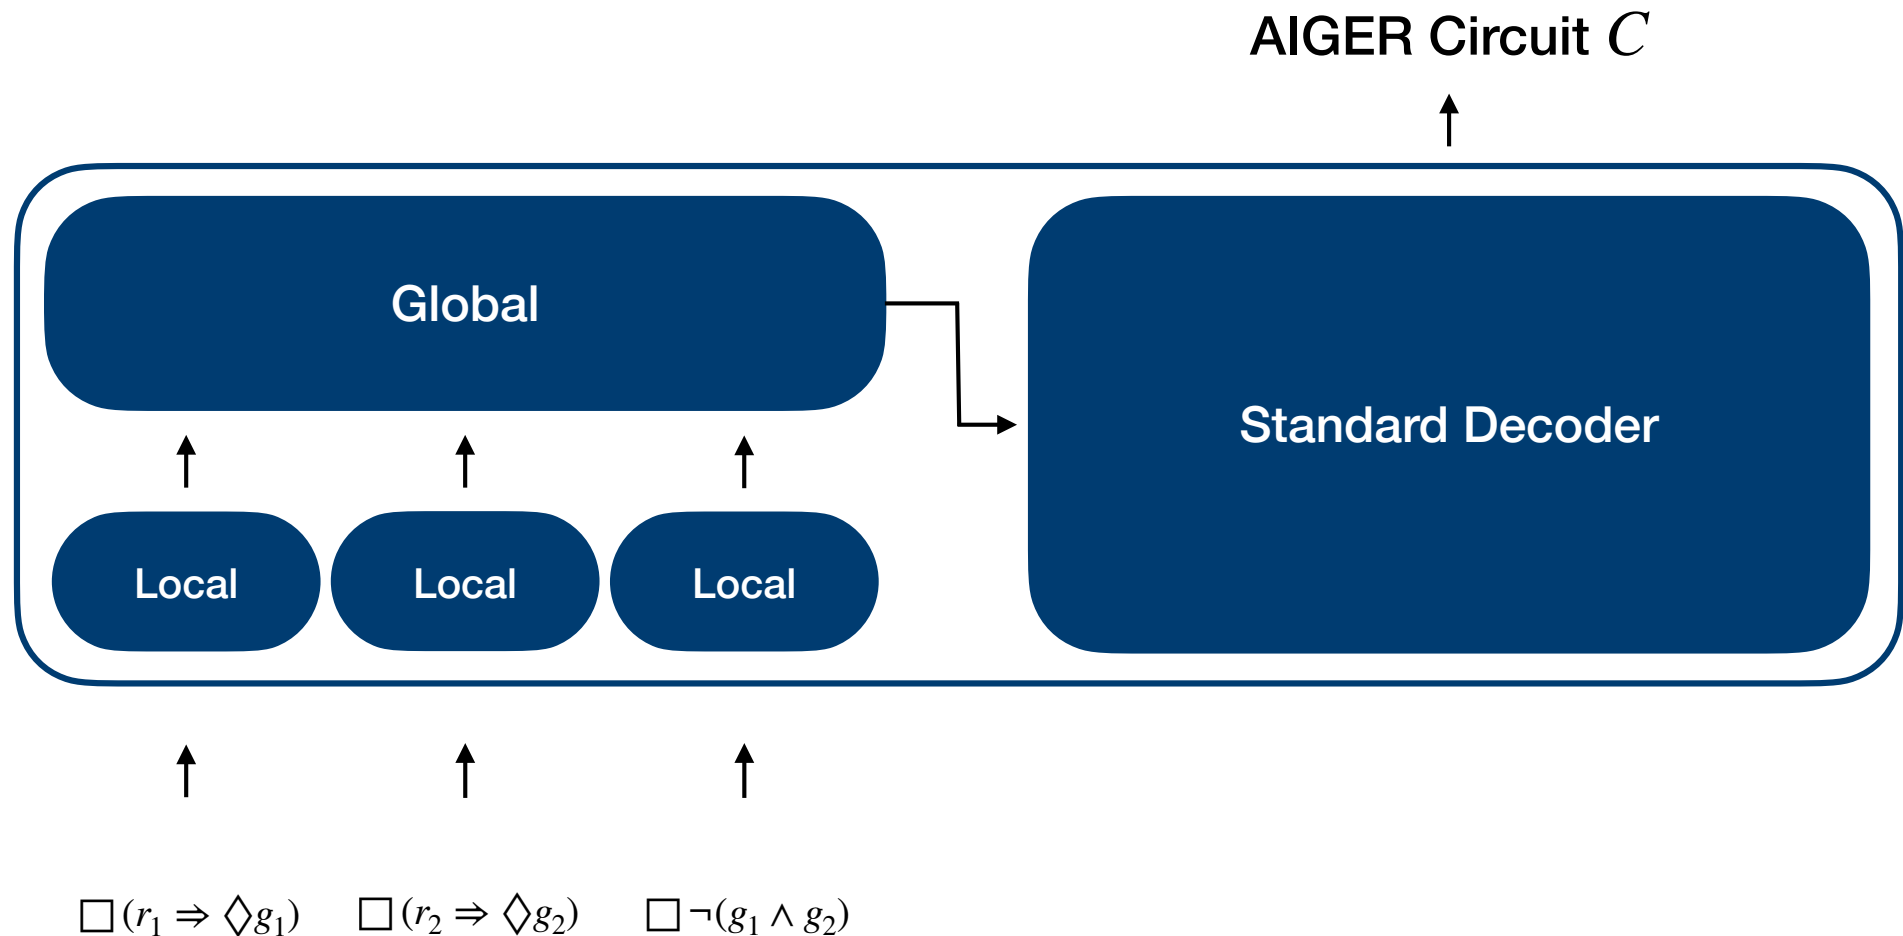 AIGER Circuit C
Global
Standard Decoder
Local Local Local
□(r₁ ⇒ ◇g₁) □(r₂ ⇒ ◇g₂) □¬(g₁ ∧ g₂)